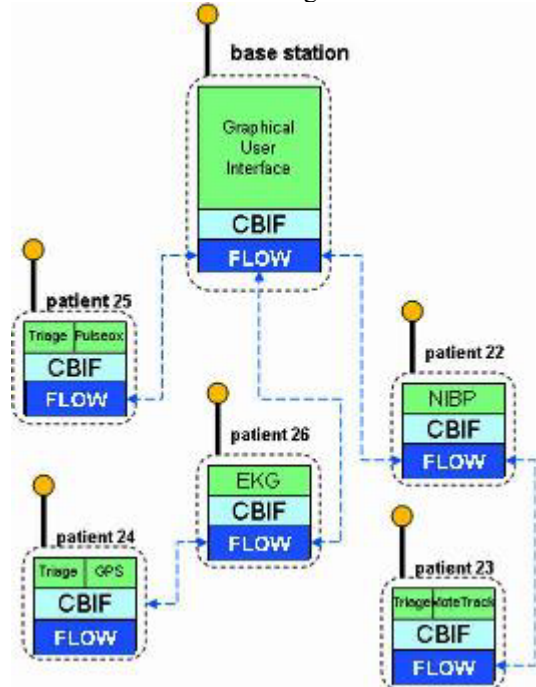 base station
Graphical
User
Interface
CBIF
FLOW
patient 25
Triage Pulseox
CBIF
FLOW
patient 22
NIBP
CBIF
FLOW
patient 26
EKG
CBIF
FLOW
patient 24
Triage GPS
CBIF
FLOW
patient 23
Triage MoteTrack
CBIF
FLOW